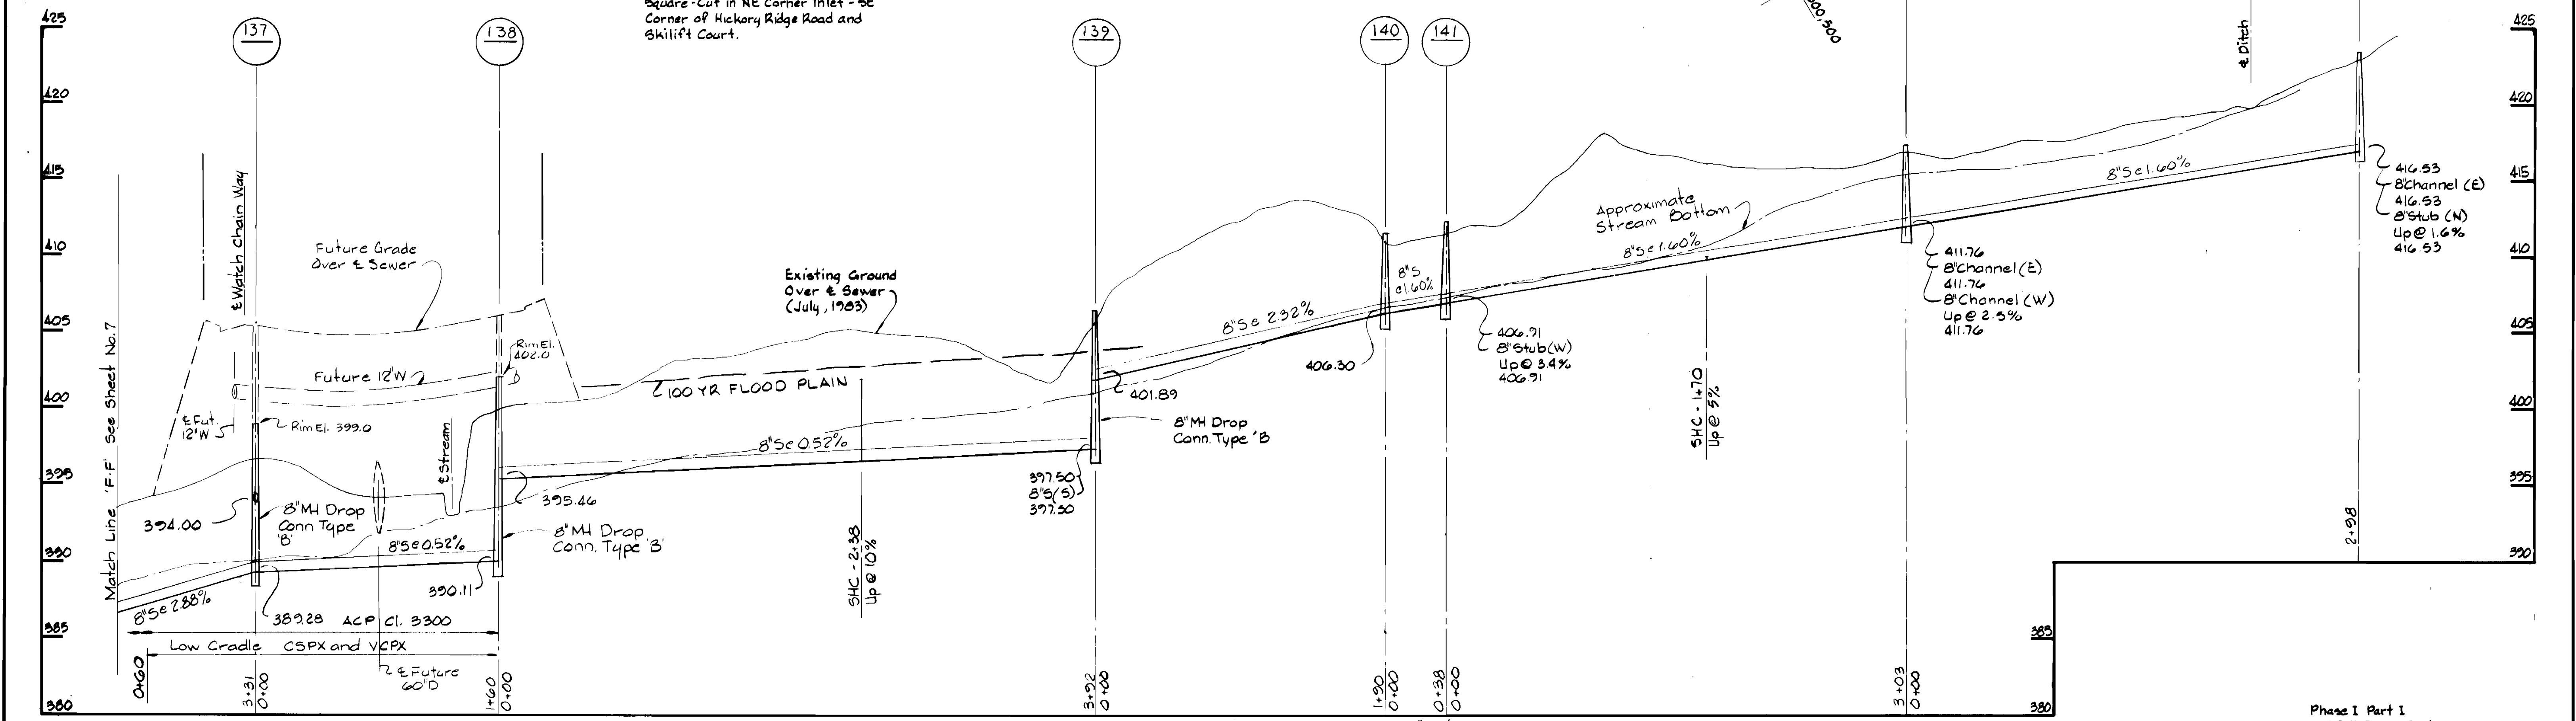 Square-Cut in NE Corner Inlet - SE
Corner of Hickory Ridge Road and
Skilift Court.
00,500
425
420
415
410
405
400
395
390
385
380
137
138
139
140
141
℄ Ditch
425
420
415
410
405
400
395
390
385
380
Match Line 'F-F' See Sheet No.7
℄ Watch Chain Way
Future Grade
Over ℄ Sewer
Future 12"W
℄ Fut.
12"W
Rim El. 399.0
Rim El.
402.0
℄ Stream
394.00
8" MH Drop
Conn Type
'B'
8"S@0.52%
8"S@2.88%
389.28
ACP Cl. 3300
390.11
Low Cradle CSPX and VCPX
℄ Future
60"D
0+60
3+31
0+00
1+60
0+00
395.46
8" MH Drop
Conn. Type 'B'
Existing Ground
Over ℄ Sewer
(July, 1983)
100 YR FLOOD PLAIN
8"S@0.52%
SHC - 2+38
Up @ 10%
397.50
8"S(S)
397.50
401.89
8" MH Drop
Conn. Type 'B
3+92
0+00
8"S@2.32%
406.30
8"S
@1.60%
1+90
0+00
0+38
0+00
406.91
8"Stub(W)
Up @ 3.4%
406.91
Approximate
Stream Bottom
8"S@1.60%
SHC - 1+70
Up @ 5%
411.76
8"Channel(E)
411.76
8"Channel(W)
Up @ 2.5%
411.76
3+03
0+00
8"S@1.60%
416.53
8"Channel (E)
416.53
8"Stub (N)
Up @ 1.6%
416.53
2+98
Phase I Part I